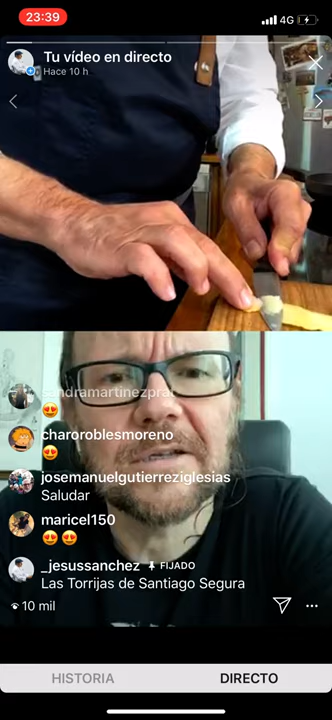 23:39
4G
Tu vídeo en directo
Hace 10 h
sandramartinezprat
charoroblesmoreno
josemanuelgutierreziglesias
Saludar
maricel150
_jesussanchez FIJADO
Las Torrijas de Santiago Segura
10 mil
HISTORIA
DIRECTO